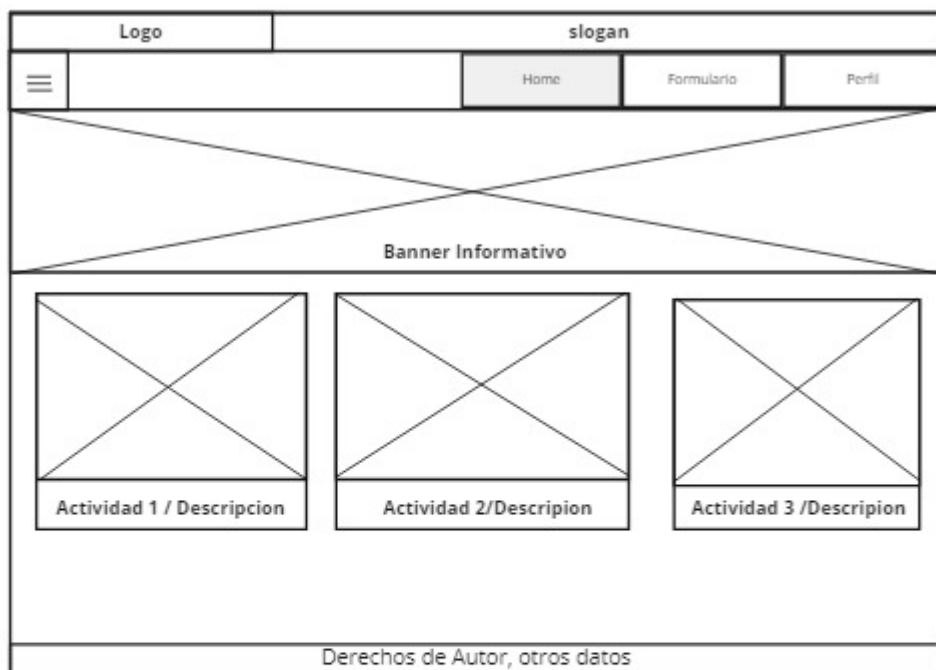 Logo
slogan
Home
Formulario
Perfil
Banner Informativo
Actividad 1 / Descripcion
Actividad 2/Descripion
Actividad 3 /Descripion
Derechos de Autor, otros datos